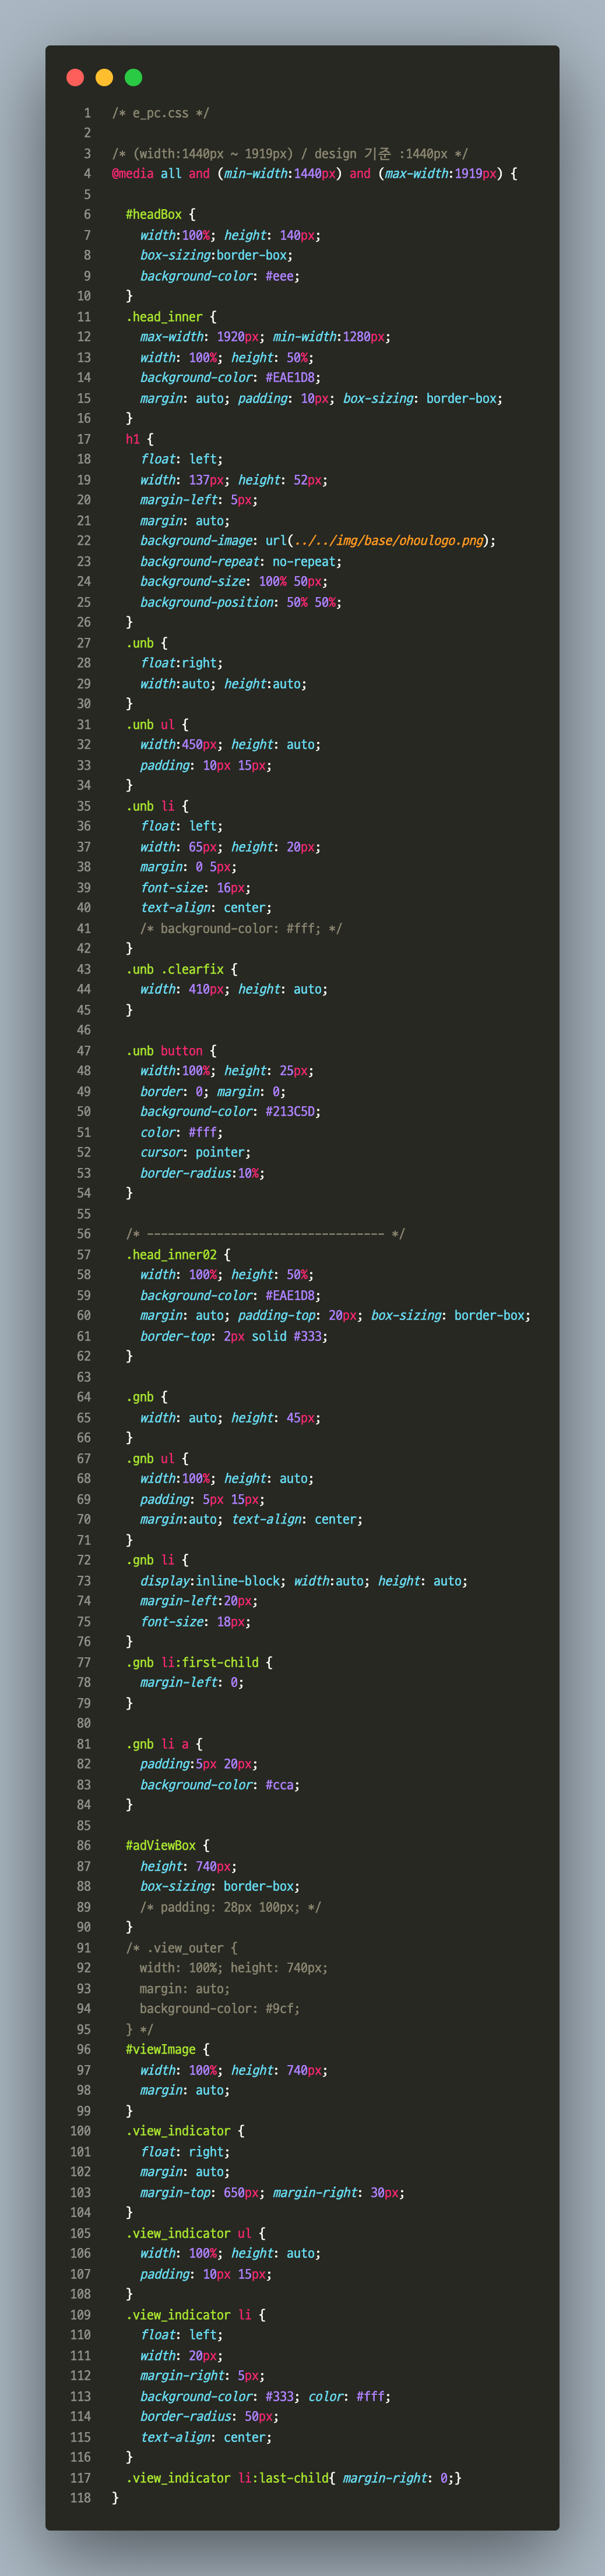 1 /* e_pc.css */
2
3 /* (width:1440px ~ 1919px) / design 기준 :1440px */
4 @media all and (min-width:1440px) and (max-width:1919px) {
5
6 #headBox {
7 width:100%; height: 140px;
8 box-sizing:border-box;
9 background-color: #eee;
10 }
11 .head_inner {
12 max-width: 1920px; min-width:1280px;
13 width: 100%; height: 50%;
14 background-color: #EAE1D8;
15 margin: auto; padding: 10px; box-sizing: border-box;
16 }
17 h1 {
18 float: left;
19 width: 137px; height: 52px;
20 margin-left: 5px;
21 margin: auto;
22 background-image: url(../../img/base/ohoulogo.png);
23 background-repeat: no-repeat;
24 background-size: 100% 50px;
25 background-position: 50% 50%;
26 }
27 .unb {
28 float:right;
29 width:auto; height:auto;
30 }
31 .unb ul {
32 width:450px; height: auto;
33 padding: 10px 15px;
34 }
35 .unb li {
36 float: left;
37 width: 65px; height: 20px;
38 margin: 0 5px;
39 font-size: 16px;
40 text-align: center;
41 /* background-color: #fff; */
42 }
43 .unb .clearfix {
44 width: 410px; height: auto;
45 }
46
47 .unb button {
48 width:100%; height: 25px;
49 border: 0; margin: 0;
50 background-color: #213C5D;
51 color: #fff;
52 cursor: pointer;
53 border-radius:10%;
54 }
55
56 /* ---------------------------------- */
57 .head_inner02 {
58 width: 100%; height: 50%;
59 background-color: #EAE1D8;
60 margin: auto; padding-top: 20px; box-sizing: border-box;
61 border-top: 2px solid #333;
62 }
63
64 .gnb {
65 width: auto; height: 45px;
66 }
67 .gnb ul {
68 width:100%; height: auto;
69 padding: 5px 15px;
70 margin:auto; text-align: center;
71 }
72 .gnb li {
73 display:inline-block; width:auto; height: auto;
74 margin-left:20px;
75 font-size: 18px;
76 }
77 .gnb li:first-child {
78 margin-left: 0;
79 }
80
81 .gnb li a {
82 padding:5px 20px;
83 background-color: #cca;
84 }
85
86 #adViewBox {
87 height: 740px;
88 box-sizing: border-box;
89 /* padding: 28px 100px; */
90 }
91 /* .view_outer {
92 width: 100%; height: 740px;
93 margin: auto;
94 background-color: #9cf;
95 } */
96 #viewImage {
97 width: 100%; height: 740px;
98 margin: auto;
99 }
100 .view_indicator {
101 float: right;
102 margin: auto;
103 margin-top: 650px; margin-right: 30px;
104 }
105 .view_indicator ul {
106 width: 100%; height: auto;
107 padding: 10px 15px;
108 }
109 .view_indicator li {
110 float: left;
111 width: 20px;
112 margin-right: 5px;
113 background-color: #333; color: #fff;
114 border-radius: 50px;
115 text-align: center;
116 }
117 .view_indicator li:last-child{ margin-right: 0;}
118 }